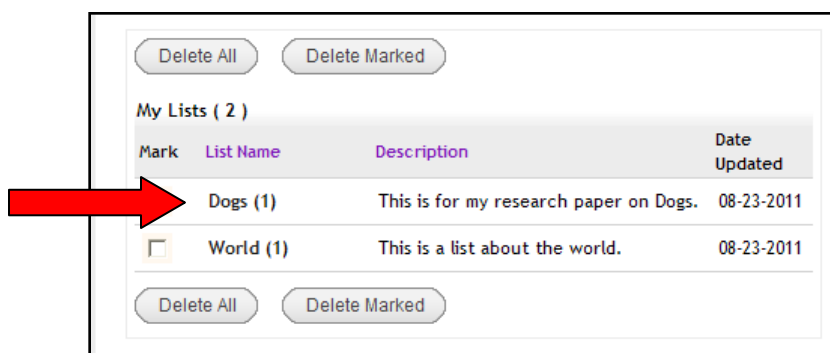 Delete All Delete Marked
My Lists ( 2 )
Mark List Name Description Date Updated
Dogs (1) This is for my research paper on Dogs. 08-23-2011
World (1) This is a list about the world. 08-23-2011
Delete All Delete Marked